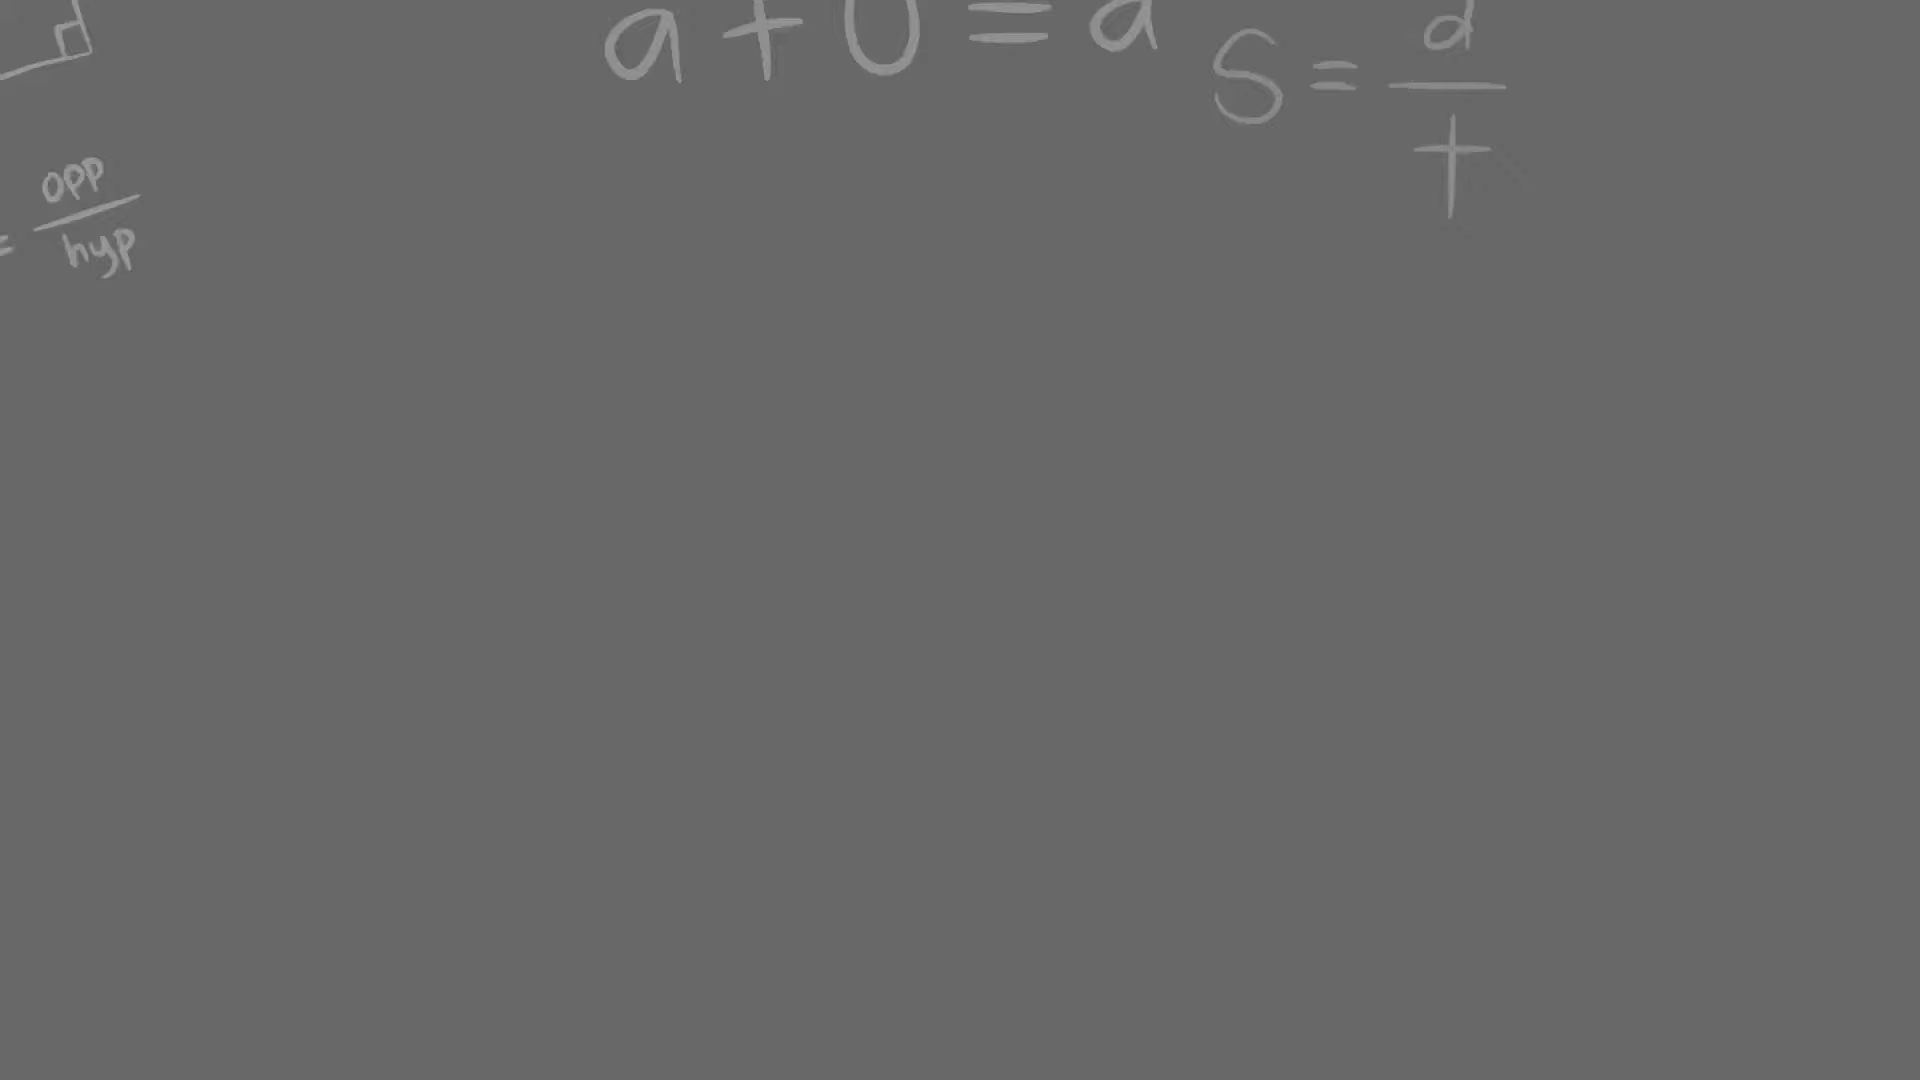 a + 0 = a
S = d/t
= opp/hyp